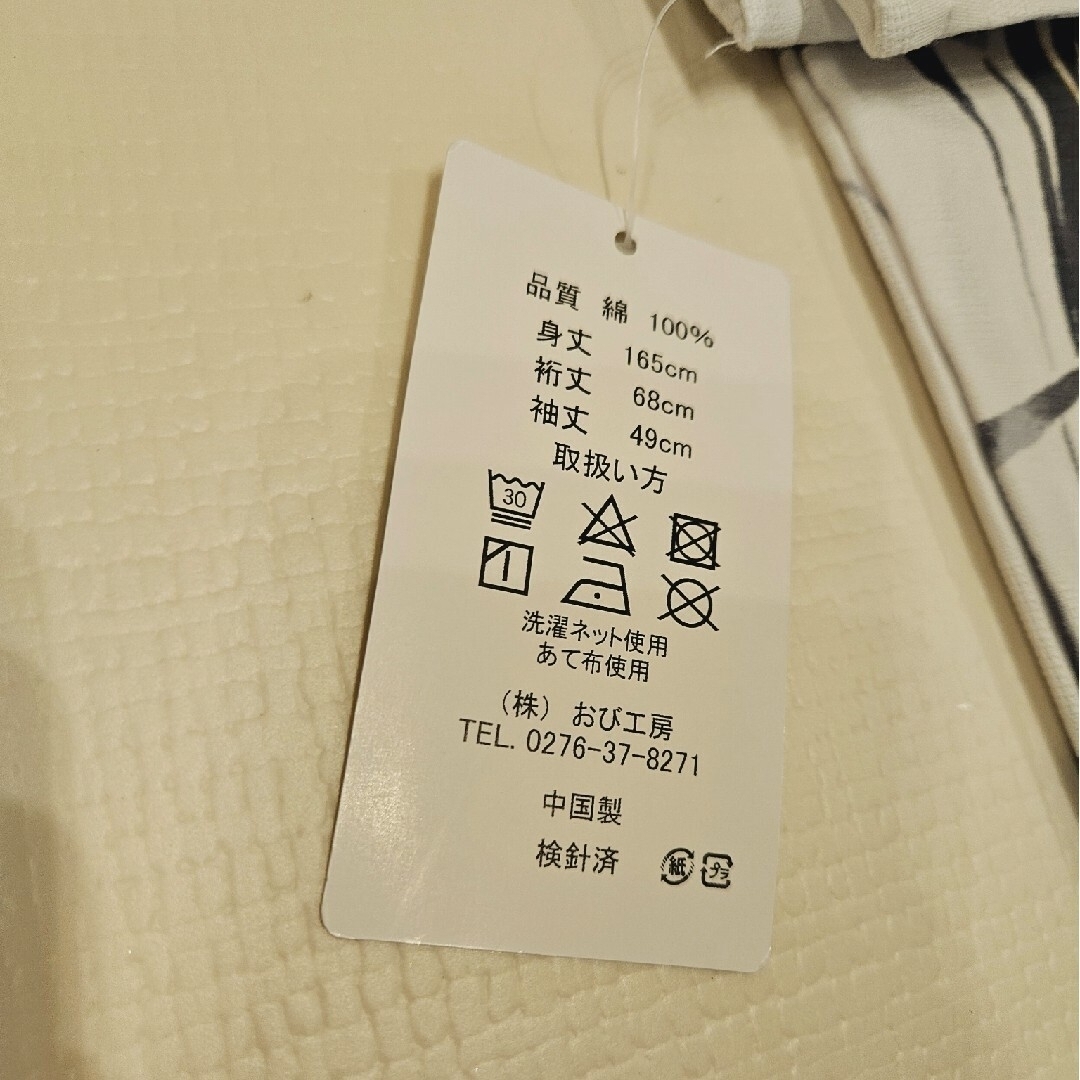 品質 綿 100%
身丈 165cm
裄丈 68cm
袖丈 49cm
取扱い方
30
洗濯ネット使用
あて布使用
(株) おび工房
TEL. 0276-37-8271
中国製
検針済 紙 プラ